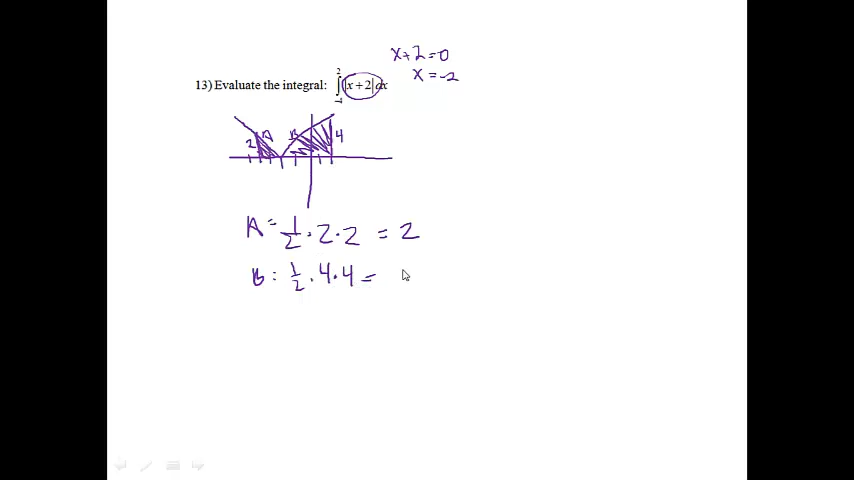 x+2=0
x=-2
13) Evaluate the integral: ∫_{-4}^{2} |x+2| dx
2 A B 4
A = 1/2 · 2 · 2 = 2
B: 1/2 · 4 · 4 =